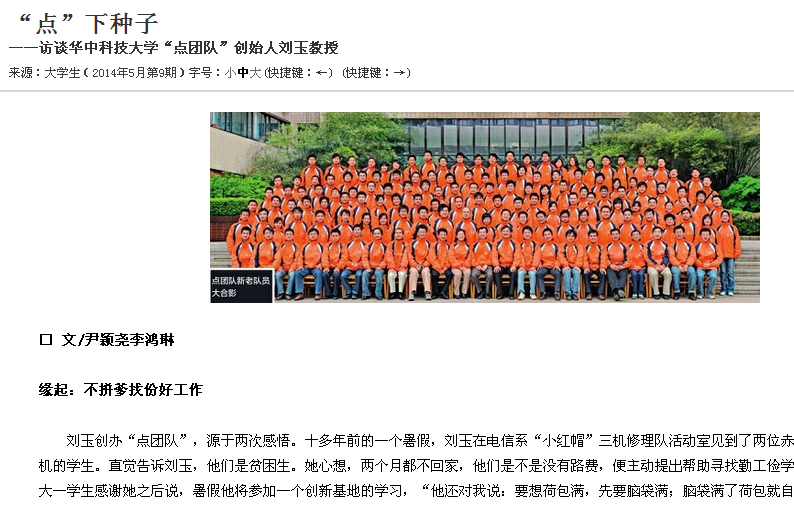 “点”下种子
——访谈华中科技大学“点团队”创始人刘玉教授
来源：大学生（2014年5月第9期）字号：小中大(快捷键：←) (快捷键：→)
点团队新老队员
大合影
口 文/尹颖尧李鸿琳
缘起：不拼爹找份好工作
刘玉创办“点团队”，源于两次感悟。十多年前的一个暑假，刘玉在电信系“小红帽”三机修理队活动室见到了两位赤
机的学生。直觉告诉刘玉，他们是贫困生。她心想，两个月都不回家，他们是不是没有路费，便主动提出帮助寻找勤工俭学
大一学生感谢她之后说，暑假他将参加一个创新基地的学习，“他还对我说：要想荷包满，先要脑袋满；脑袋满了荷包就自